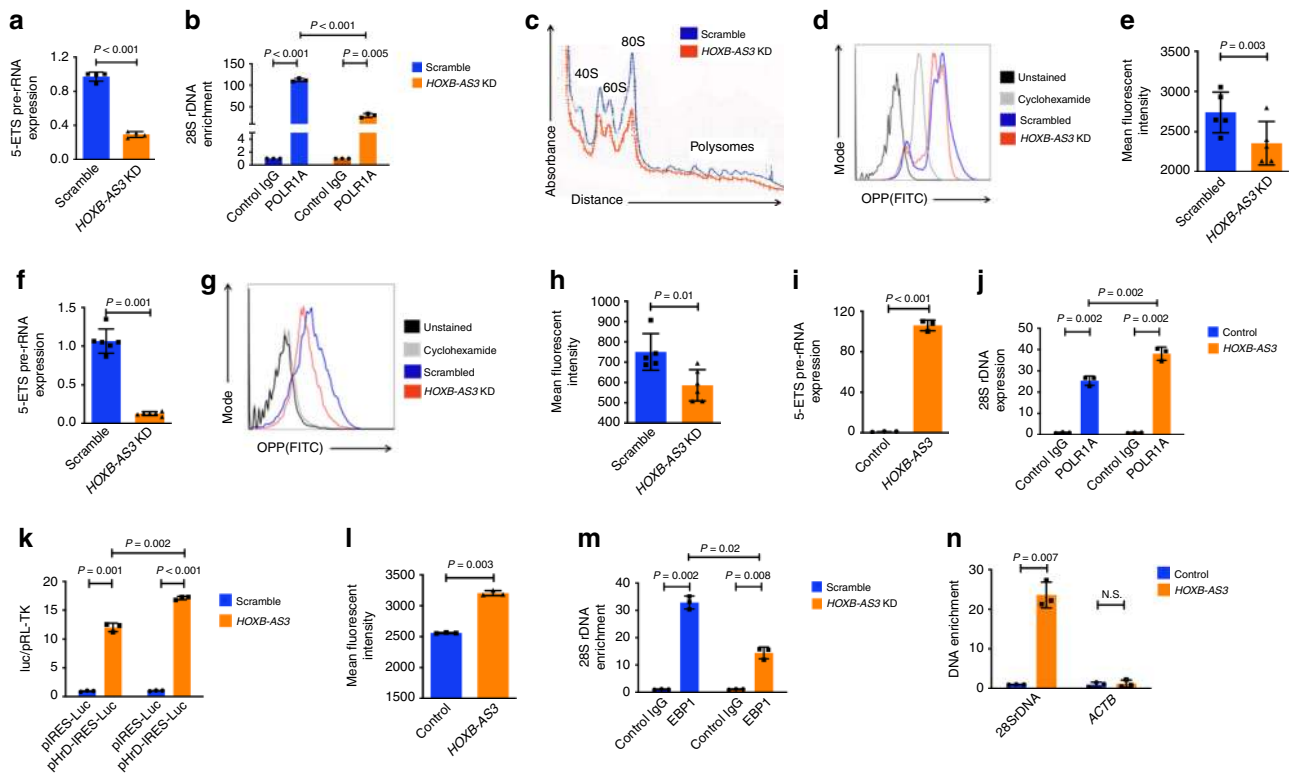 a
5-ETS pre-rRNA
expression
1.2
0.8
0.4
0.0
P < 0.001
Scramble
HOXB-AS3 KD
b
28S rDNA
enrichment
150
125
100
75
50
25
4
2
0
P < 0.001
P < 0.001
P = 0.005
Control IgG
POLR1A
Control IgG
POLR1A
Scramble
HOXB-AS3 KD
c
Absorbance
40S
60S
80S
Polysomes
Distance
Scramble
HOXB-AS3 KD
d
Mode
OPP(FITC)
Unstained
Cyclohexamide
Scrambled
HOXB-AS3 KD
e
Mean fluorescent
intensity
3500
3000
2500
2000
P = 0.003
Scrambled
HOXB-AS3 KD
f
5-ETS pre-rRNA
expression
1.5
1.0
0.5
0.0
P = 0.001
Scramble
HOXB-AS3 KD
g
Mode
OPP(FITC)
Unstained
Cyclohexamide
Scrambled
HOXB-AS3 KD
h
Mean fluorescent
intensity
1000
900
800
700
600
500
400
P = 0.01
Scramble
HOXB-AS3 KD
i
5-ETS pre-rRNA
expression
120
80
40
0
P < 0.001
Control
HOXB-AS3
j
28S rDNA
expression
50
40
30
20
10
0
P = 0.002
P = 0.002
P = 0.002
Control IgG
POLR1A
Control IgG
POLR1A
Control
HOXB-AS3
k
luc/pRL-TK
20
15
10
5
0
P = 0.002
P = 0.001
P < 0.001
pIRES-Luc
pHrD-IRES-Luc
pIRES-Luc
pHrD-IRES-Luc
Scramble
HOXB-AS3
l
Mean fluorescent
intensity
3500
3000
2500
2000
1500
P = 0.003
Control
HOXB-AS3
m
28S rDNA
enrichment
40
30
20
10
0
P = 0.02
P = 0.002
P = 0.008
Control IgG
EBP1
Control IgG
EBP1
Scramble
HOXB-AS3 KD
n
DNA enrichment
30
20
10
0
P = 0.007
N.S.
28SrDNA
ACTB
Control
HOXB-AS3